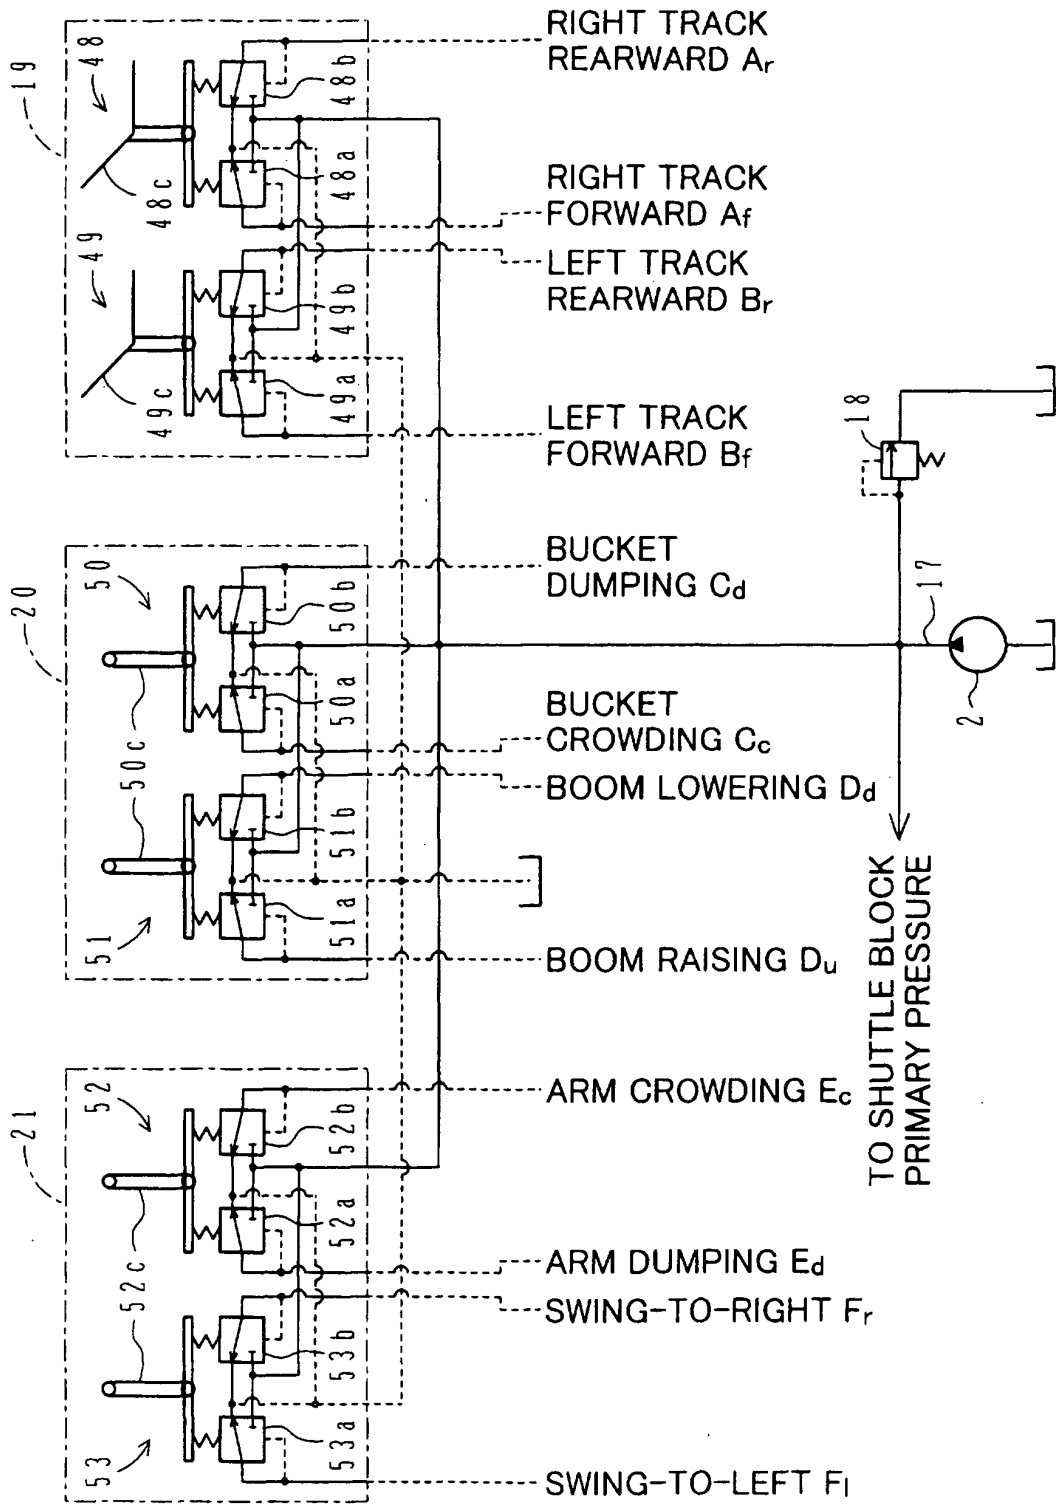 19
48
48c
49
49c
48b
48a
49b
49a
RIGHT TRACK
REARWARD Ar
RIGHT TRACK
FORWARD Af
LEFT TRACK
REARWARD Br
LEFT TRACK
FORWARD Bf
20
50
50c
51
50b
50a
51b
51a
BUCKET
DUMPING Cd
BUCKET
CROWDING Cc
BOOM LOWERING Dd
BOOM RAISING Du
18
17
2
TO SHUTTLE BLOCK
PRIMARY PRESSURE
21
52
52c
53
52b
52a
53b
53a
ARM CROWDING Ec
ARM DUMPING Ed
SWING-TO-RIGHT Fr
SWING-TO-LEFT Fl